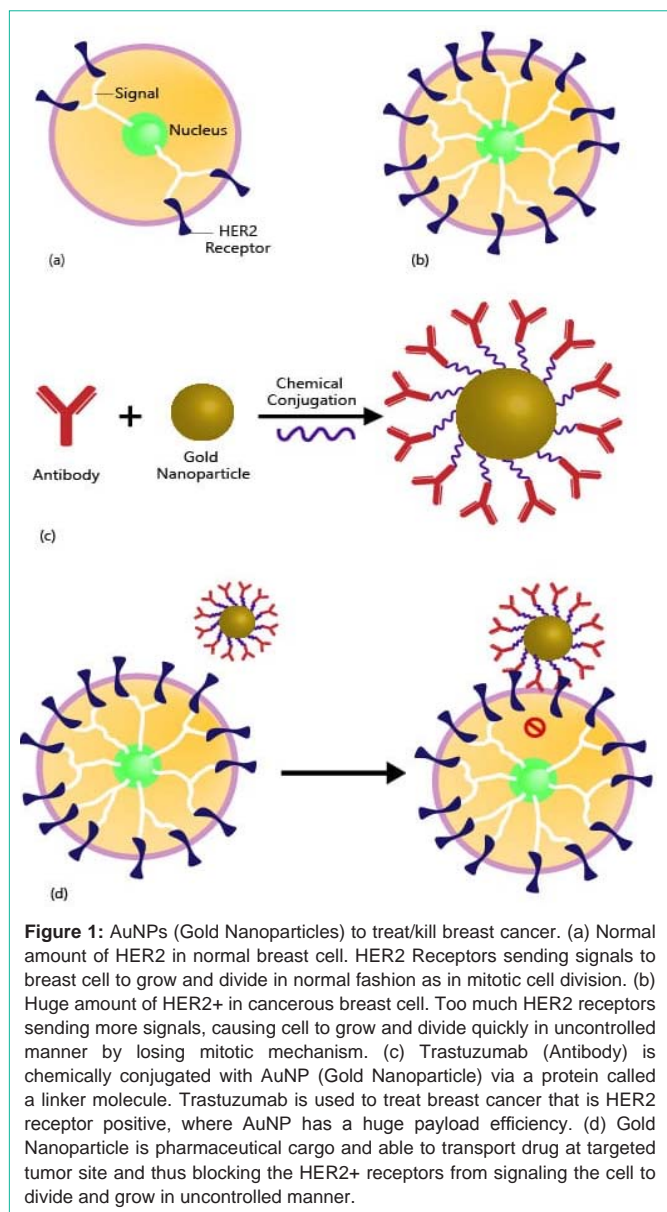 Signal
Nucleus
HER2
Receptor
(a)
(b)
Antibody
+
Gold
Nanoparticle
Chemical
Conjugation
(c)
(d)
Figure 1: AuNPs (Gold Nanoparticles) to treat/kill breast cancer. (a) Normal
amount of HER2 in normal breast cell. HER2 Receptors sending signals to
breast cell to grow and divide in normal fashion as in mitotic cell division. (b)
Huge amount of HER2+ in cancerous breast cell. Too much HER2 receptors
sending more signals, causing cell to grow and divide quickly in uncontrolled
manner by losing mitotic mechanism. (c) Trastuzumab (Antibody) is
chemically conjugated with AuNP (Gold Nanoparticle) via a protein called
a linker molecule. Trastuzumab is used to treat breast cancer that is HER2
receptor positive, where AuNP has a huge payload efficiency. (d) Gold
Nanoparticle is pharmaceutical cargo and able to transport drug at targeted
tumor site and thus blocking the HER2+ receptors from signaling the cell to
divide and grow in uncontrolled manner.